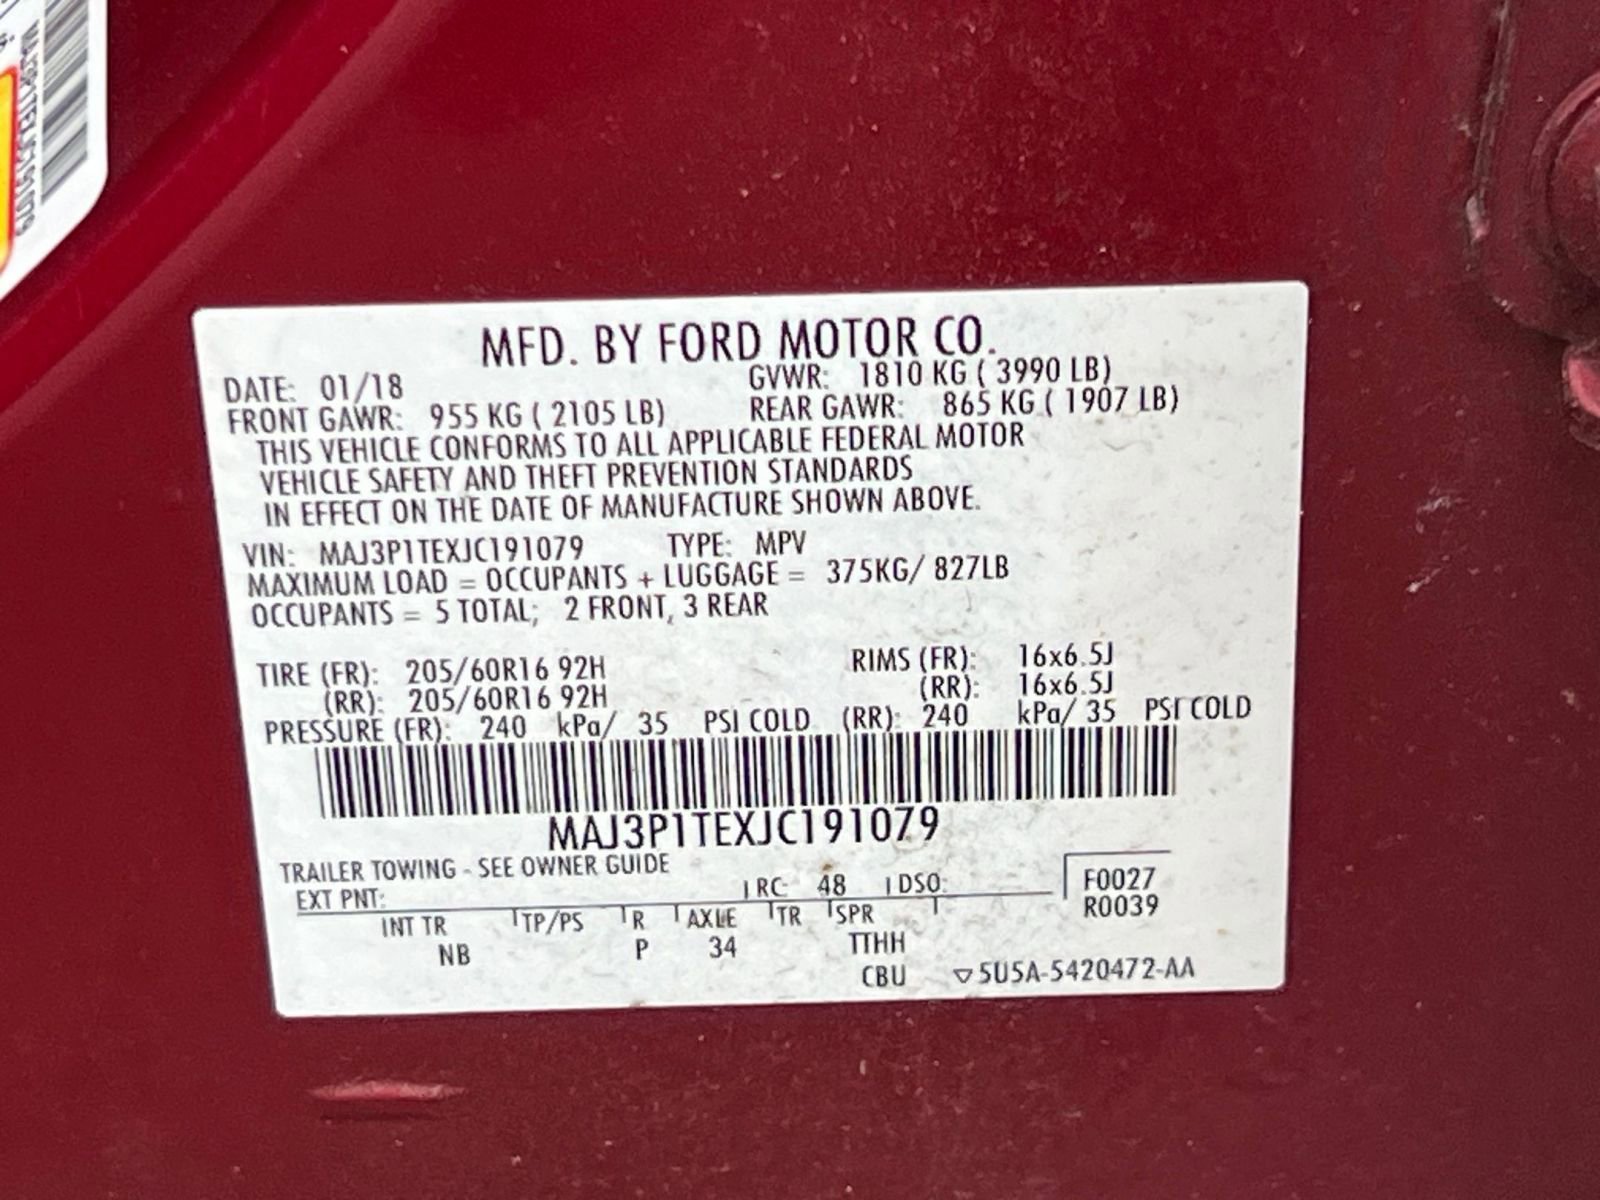 MAJ3P1TEXJC191079
MFD. BY FORD MOTOR CO.
DATE: 01/18 GVWR: 1810 KG ( 3990 LB)
FRONT GAWR: 955 KG ( 2105 LB) REAR GAWR: 865 KG ( 1907 LB)
THIS VEHICLE CONFORMS TO ALL APPLICABLE FEDERAL MOTOR
VEHICLE SAFETY AND THEFT PREVENTION STANDARDS
IN EFFECT ON THE DATE OF MANUFACTURE SHOWN ABOVE.
VIN: MAJ3P1TEXJC191079 TYPE: MPV
MAXIMUM LOAD = OCCUPANTS + LUGGAGE = 375KG/ 827LB
OCCUPANTS = 5 TOTAL; 2 FRONT, 3 REAR
TIRE (FR): 205/60R16 92H RIMS (FR): 16x6.5J
(RR): 205/60R16 92H (RR): 16x6.5J
PRESSURE (FR): 240 kPa/ 35 PSI COLD (RR): 240 kPa/ 35 PSI COLD
MAJ3P1TEXJC191079
TRAILER TOWING - SEE OWNER GUIDE
EXT PNT: RC: 48 DSO: F0027
R0039
INT TR TP/PS R AXLE TR SPR
NB P 34 TTHH
CBU ▽5U5A-5420472-AA